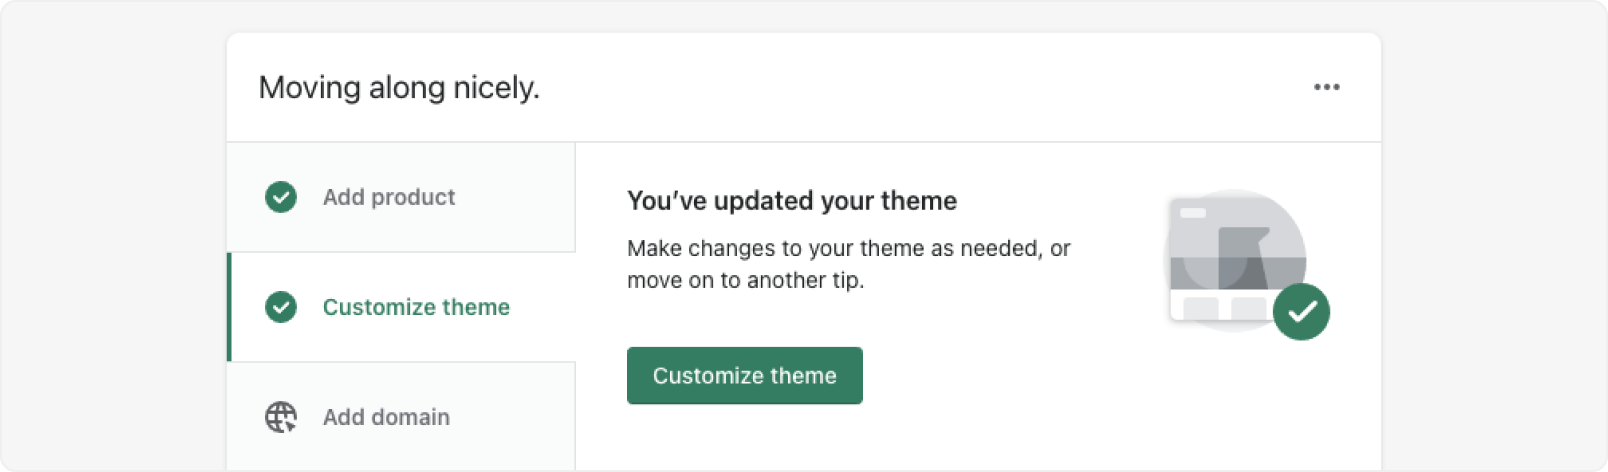 Moving along nicely.
Add product
Customize theme
Add domain
You’ve updated your theme
Make changes to your theme as needed, or
move on to another tip.
Customize theme